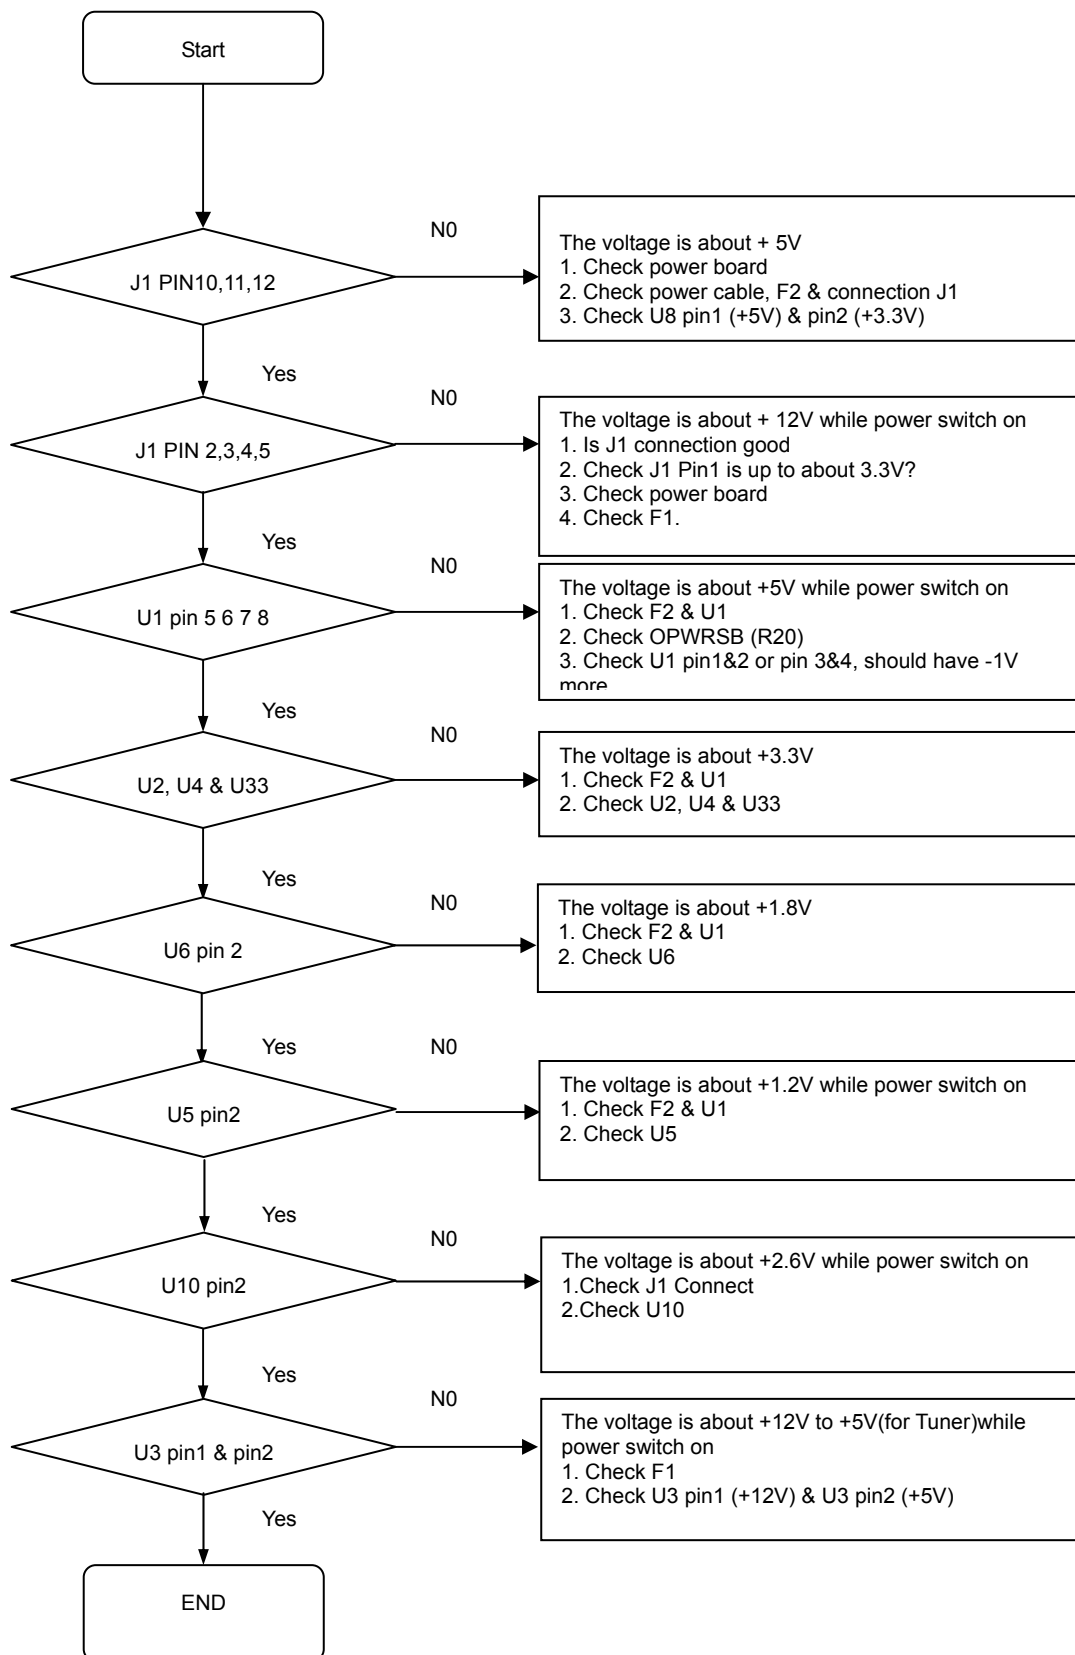 Start
N0
The voltage is about + 5V
1. Check power board
2. Check power cable, F2 & connection J1
3. Check U8 pin1 (+5V) & pin2 (+3.3V)
J1 PIN10,11,12
Yes
N0
The voltage is about + 12V while power switch on
1. Is J1 connection good
2. Check J1 Pin1 is up to about 3.3V?
3. Check power board
4. Check F1.
J1 PIN 2,3,4,5
Yes
N0
The voltage is about +5V while power switch on
1. Check F2 & U1
2. Check OPWRSB (R20)
3. Check U1 pin1&2 or pin 3&4, should have -1V
more
U1 pin 5 6 7 8
Yes
N0
The voltage is about +3.3V
1. Check F2 & U1
2. Check U2, U4 & U33
U2, U4 & U33
Yes
N0
The voltage is about +1.8V
1. Check F2 & U1
2. Check U6
U6 pin 2
Yes
N0
The voltage is about +1.2V while power switch on
1. Check F2 & U1
2. Check U5
U5 pin2
Yes
N0
The voltage is about +2.6V while power switch on
1.Check J1 Connect
2.Check U10
U10 pin2
Yes
N0
The voltage is about +12V to +5V(for Tuner)while
power switch on
1. Check F1
2. Check U3 pin1 (+12V) & U3 pin2 (+5V)
U3 pin1 & pin2
Yes
END